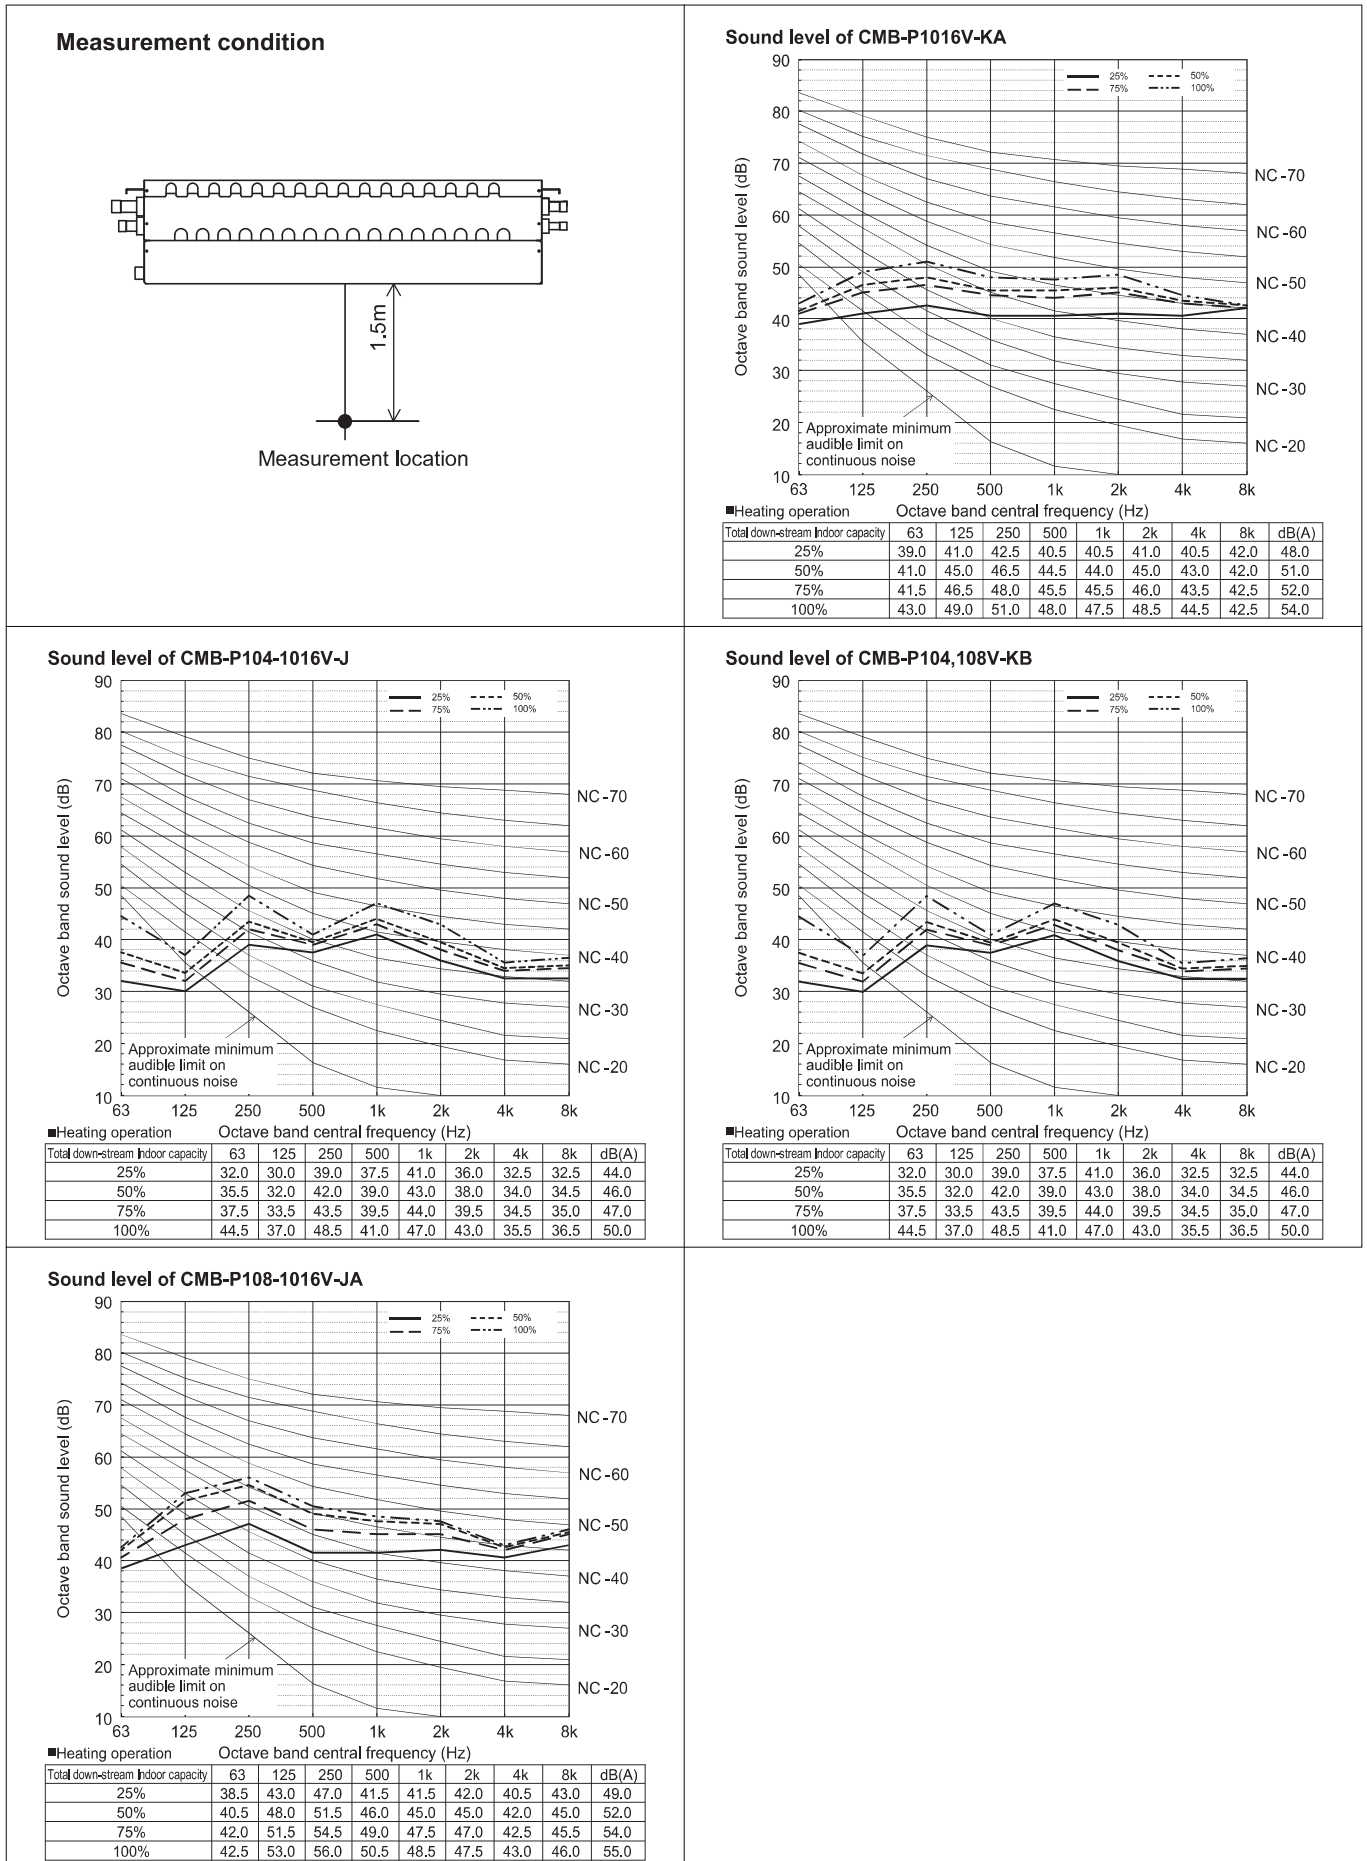 Measurement condition
1.5m
Measurement location
Sound level of CMB-P1016V-KA
Octave band sound level (dB)
90
80
70
60
50
40
30
20
10
25% 50%
75% 100%
NC-70
NC-60
NC-50
NC-40
NC-30
NC-20
Approximate minimum
audible limit on
continuous noise
63 125 250 500 1k 2k 4k 8k
■Heating operation Octave band central frequency (Hz)
Total down-stream Indoor capacity 63 125 250 500 1k 2k 4k 8k dB(A)
25% 39.0 41.0 42.5 40.5 40.5 41.0 40.5 42.0 48.0
50% 41.0 45.0 46.5 44.5 44.0 45.0 43.0 42.0 51.0
75% 41.5 46.5 48.0 45.5 45.5 46.0 43.5 42.5 52.0
100% 43.0 49.0 51.0 48.0 47.5 48.5 44.5 42.5 54.0
Sound level of CMB-P104-1016V-J
Octave band sound level (dB)
90
80
70
60
50
40
30
20
10
25% 50%
75% 100%
NC-70
NC-60
NC-50
NC-40
NC-30
NC-20
Approximate minimum
audible limit on
continuous noise
63 125 250 500 1k 2k 4k 8k
■Heating operation Octave band central frequency (Hz)
Total down-stream Indoor capacity 63 125 250 500 1k 2k 4k 8k dB(A)
25% 32.0 30.0 39.0 37.5 41.0 36.0 32.5 32.5 44.0
50% 35.5 32.0 42.0 39.0 43.0 38.0 34.0 34.5 46.0
75% 37.5 33.5 43.5 39.5 44.0 39.5 34.5 35.0 47.0
100% 44.5 37.0 48.5 41.0 47.0 43.0 35.5 36.5 50.0
Sound level of CMB-P104,108V-KB
Octave band sound level (dB)
90
80
70
60
50
40
30
20
10
25% 50%
75% 100%
NC-70
NC-60
NC-50
NC-40
NC-30
NC-20
Approximate minimum
audible limit on
continuous noise
63 125 250 500 1k 2k 4k 8k
■Heating operation Octave band central frequency (Hz)
Total down-stream Indoor capacity 63 125 250 500 1k 2k 4k 8k dB(A)
25% 32.0 30.0 39.0 37.5 41.0 36.0 32.5 32.5 44.0
50% 35.5 32.0 42.0 39.0 43.0 38.0 34.0 34.5 46.0
75% 37.5 33.5 43.5 39.5 44.0 39.5 34.5 35.0 47.0
100% 44.5 37.0 48.5 41.0 47.0 43.0 35.5 36.5 50.0
Sound level of CMB-P108-1016V-JA
Octave band sound level (dB)
90
80
70
60
50
40
30
20
10
25% 50%
75% 100%
NC-70
NC-60
NC-50
NC-40
NC-30
NC-20
Approximate minimum
audible limit on
continuous noise
63 125 250 500 1k 2k 4k 8k
■Heating operation Octave band central frequency (Hz)
Total down-stream Indoor capacity 63 125 250 500 1k 2k 4k 8k dB(A)
25% 38.5 43.0 47.0 41.5 41.5 42.0 40.5 43.0 49.0
50% 40.5 48.0 51.5 46.0 45.0 45.0 42.0 45.0 52.0
75% 42.0 51.5 54.5 49.0 47.5 47.0 42.5 45.5 54.0
100% 42.5 53.0 56.0 50.5 48.5 47.5 43.0 46.0 55.0